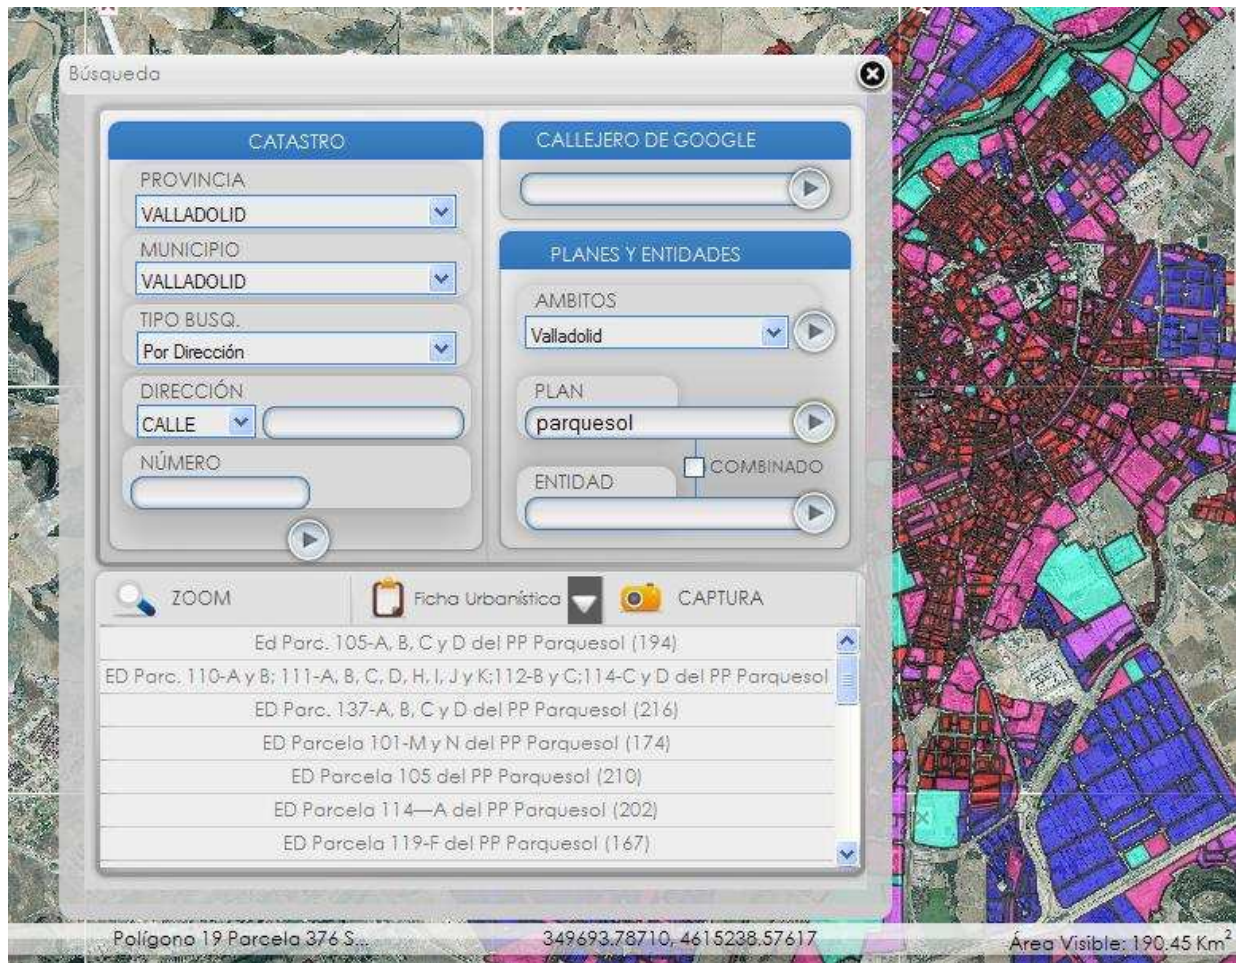 Búsqueda
CATASTRO
PROVINCIA
VALLADOLID
MUNICIPIO
VALLADOLID
TIPO BUSQ.
Por Dirección
DIRECCIÓN
CALLE
NÚMERO
CALLEJERO DE GOOGLE
PLANES Y ENTIDADES
AMBITOS
Valladolid
PLAN
parquesol
COMBINADO
ENTIDAD
ZOOM
Ficha Urbanística
CAPTURA
Ed Parc. 105-A, B, C y D del PP Parquesol (194)
ED Parc. 110-A y B; 111-A, B, C, D, H, I, J y K;112-B y C;114-C y D del PP Parquesol
ED Parc. 137-A, B, C y D del PP Parquesol (216)
ED Parcela 101-M y N del PP Parquesol (174)
ED Parcela 105 del PP Parquesol (210)
ED Parcela 114—A del PP Parquesol (202)
ED Parcela 119-F del PP Parquesol (167)
Polígono 19 Parcela 376 S... 349693.78710, 4615238.57617 Área Visible: 190.45 Km²